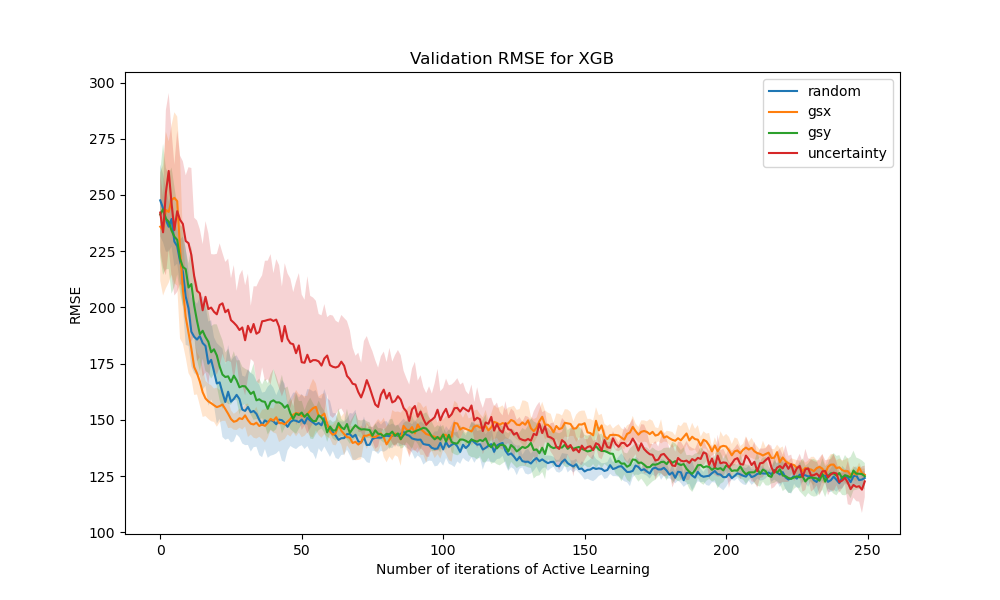 Validation RMSE for XGB
300
275
250
225
200
175
150
125
100
RMSE
random
gsx
gsy
uncertainty
0
50
100
150
200
250
Number of iterations of Active Learning